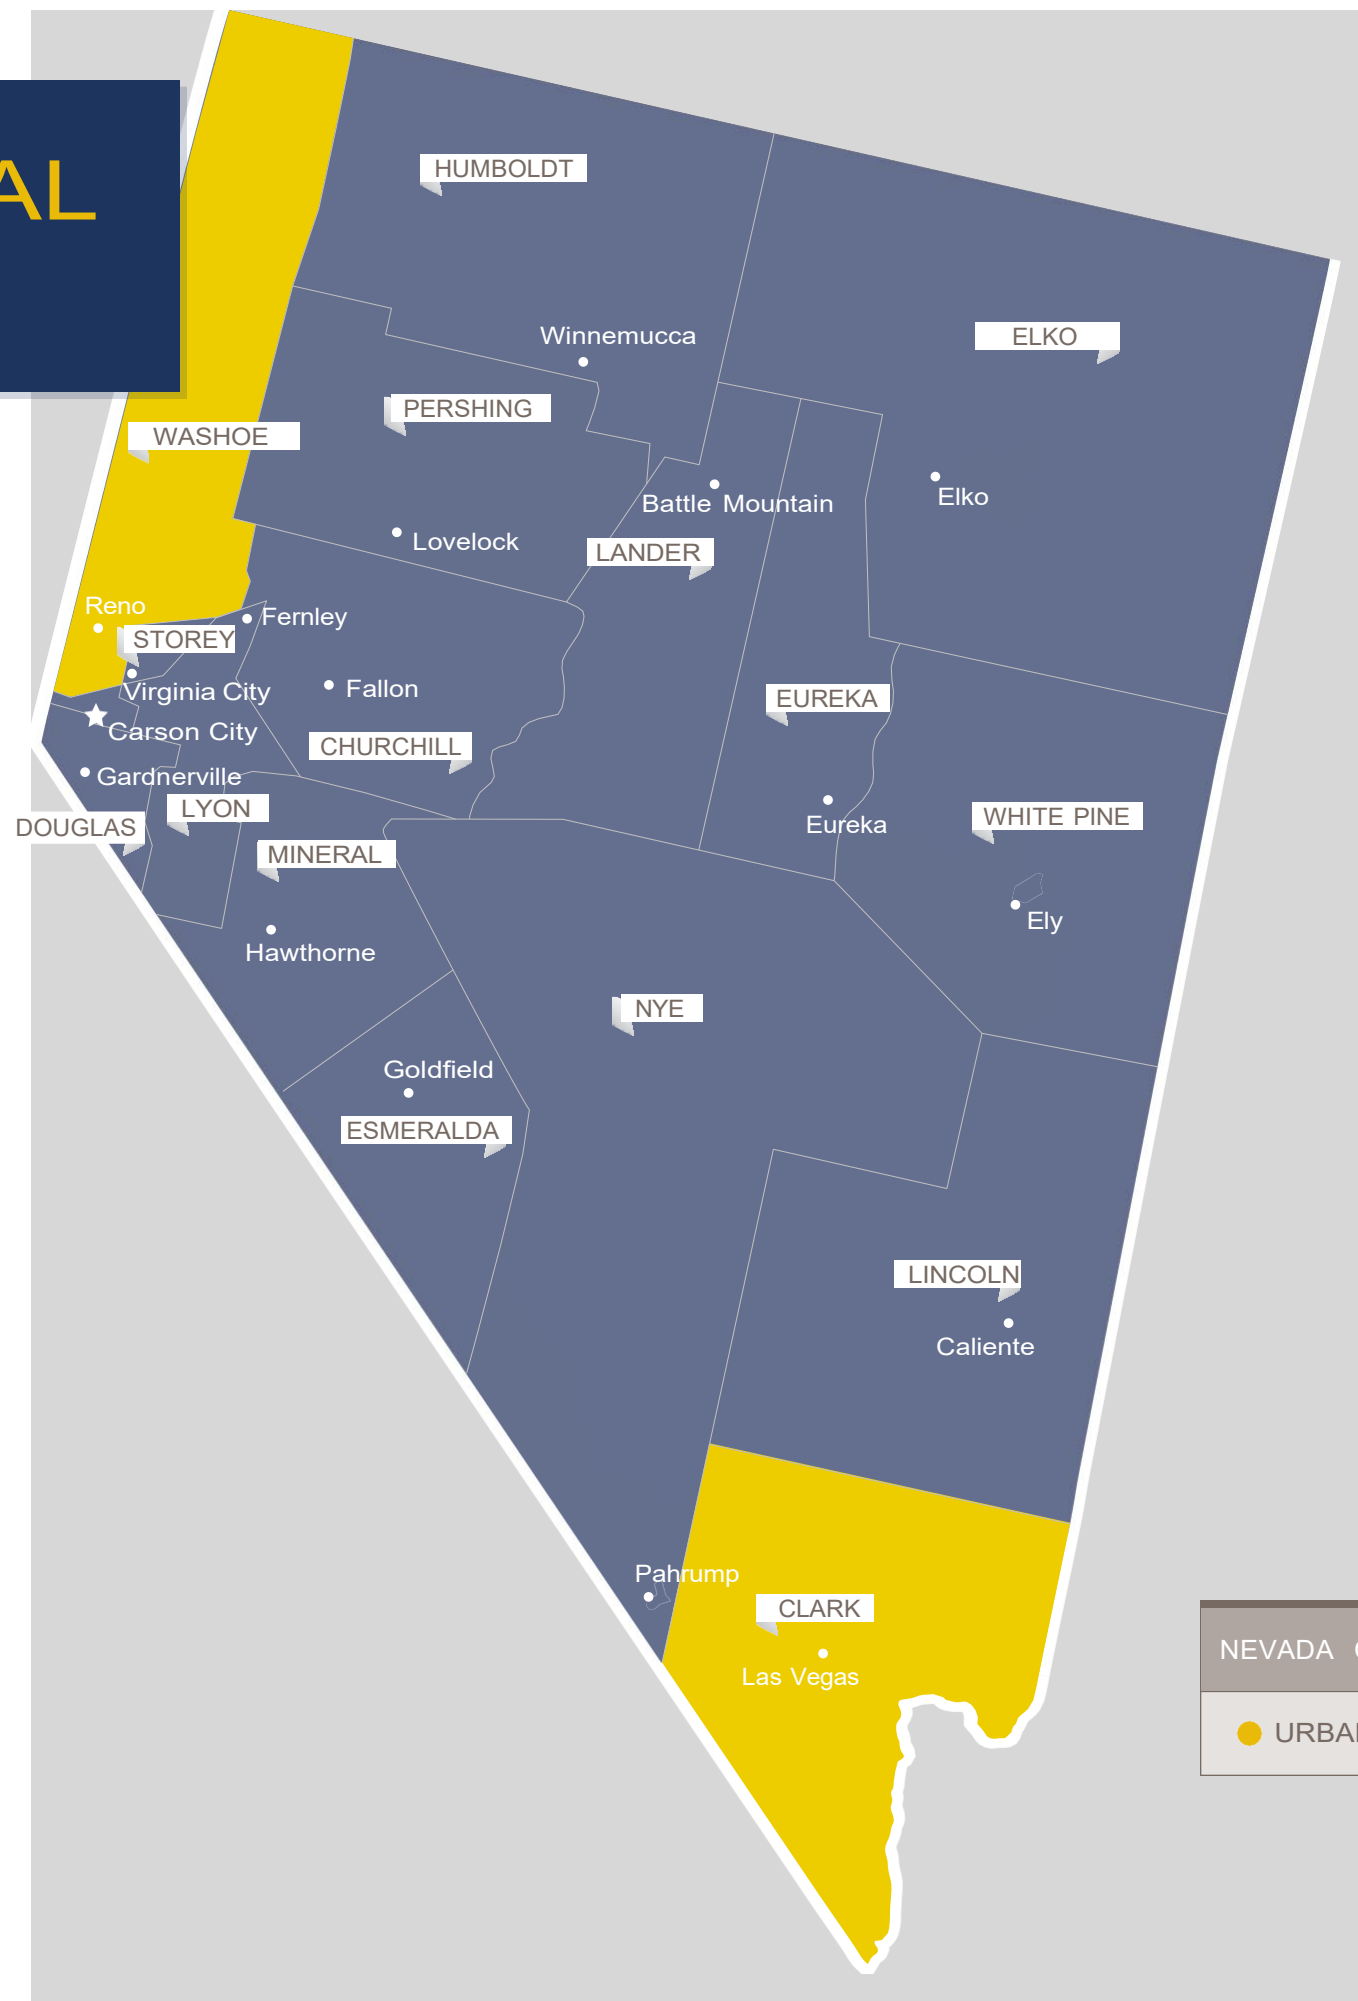 AL
HUMBOLDT
Winnemucca
ELKO
PERSHING
WASHOE
Elko
Battle Mountain
Lovelock
LANDER
Reno
Fernley
STOREY
Virginia City
Fallon
EUREKA
Carson City
CHURCHILL
Gardnerville
LYON
WHITE PINE
DOUGLAS
Eureka
MINERAL
Ely
Hawthorne
NYE
Goldfield
ESMERALDA
LINCOLN
Caliente
Pahrump
CLARK
Las Vegas
NEVADA
URBA